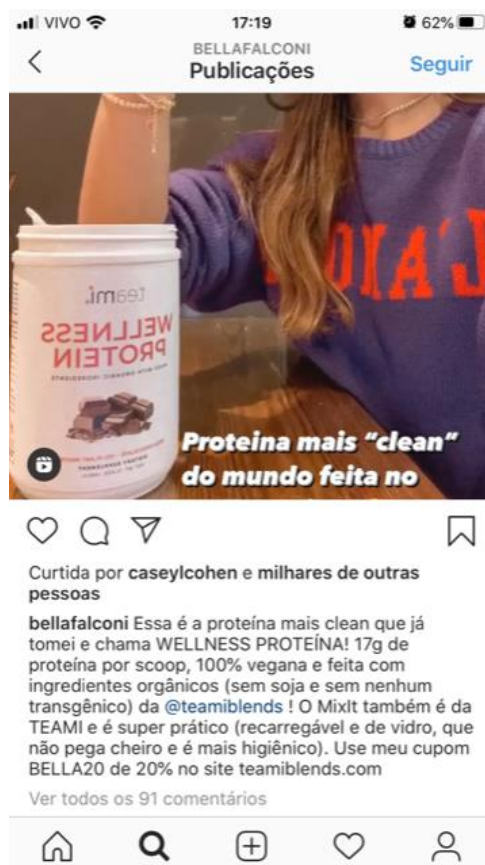 VIVO 17:19 62%
BELLAFALCONI
Publicações
Seguir
teami.
WELLNESS
PROTEIN
Proteina mais "clean"
do mundo feita no
Curtida por caseylcohen e milhares de outras
pessoas
bellafalconi Essa é a proteína mais clean que já
tomei e chama WELLNESS PROTEÍNA! 17g de
proteína por scoop, 100% vegana e feita com
ingredientes orgânicos (sem soja e sem nenhum
transgênico) da @teamiblends ! O MixIt também é da
TEAMI e é super prático (recarregável e de vidro, que
não pega cheiro e é mais higiênico). Use meu cupom
BELLA20 de 20% no site teamiblends.com
Ver todos os 91 comentários